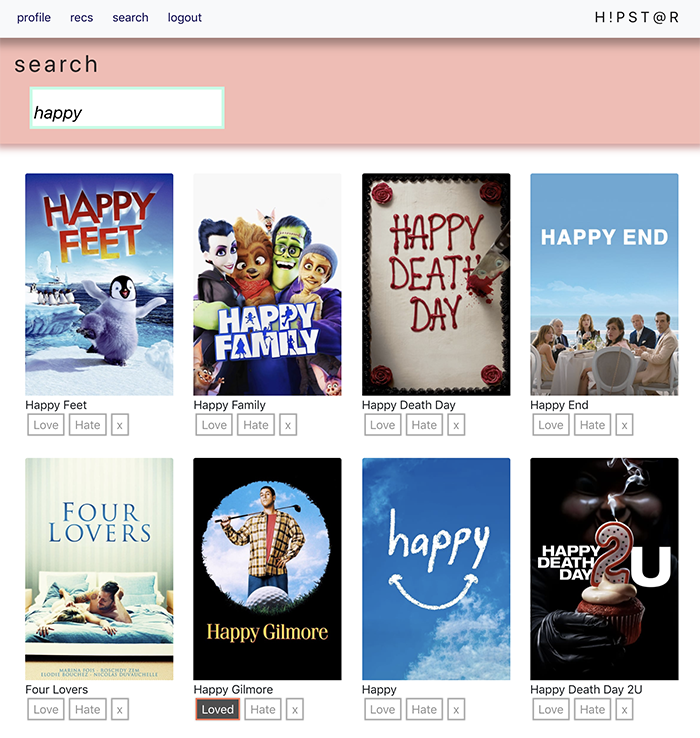 profile recs search logout H!PST@R
search
happy
HAPPY
FEET
HAPPY
FAMILY
HAPPY
DEATH
DAY
HAPPY END
Happy Feet Happy Family Happy Death Day Happy End
Love Hate x Love Hate x Love Hate x Love Hate x
FOUR
LOVERS
MARINA FOÏS - ROSCHDY ZEM
ELODIE BOUCHEZ - NICOLAS DUVAUCHELLE
Happy Gilmore
happy
HAPPY
DEATH
DAY 2U
Four Lovers Happy Gilmore Happy Happy Death Day 2U
Love Hate x Loved Hate x Love Hate x Love Hate x